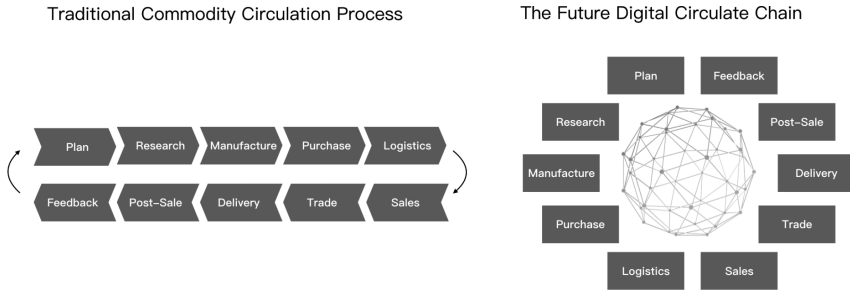 Traditional Commodity Circulation Process
Plan
Research
Manufacture
Purchase
Logistics
Feedback
Post-Sale
Delivery
Trade
Sales
The Future Digital Circulate Chain
Plan
Feedback
Research
Post-Sale
Manufacture
Delivery
Purchase
Trade
Logistics
Sales